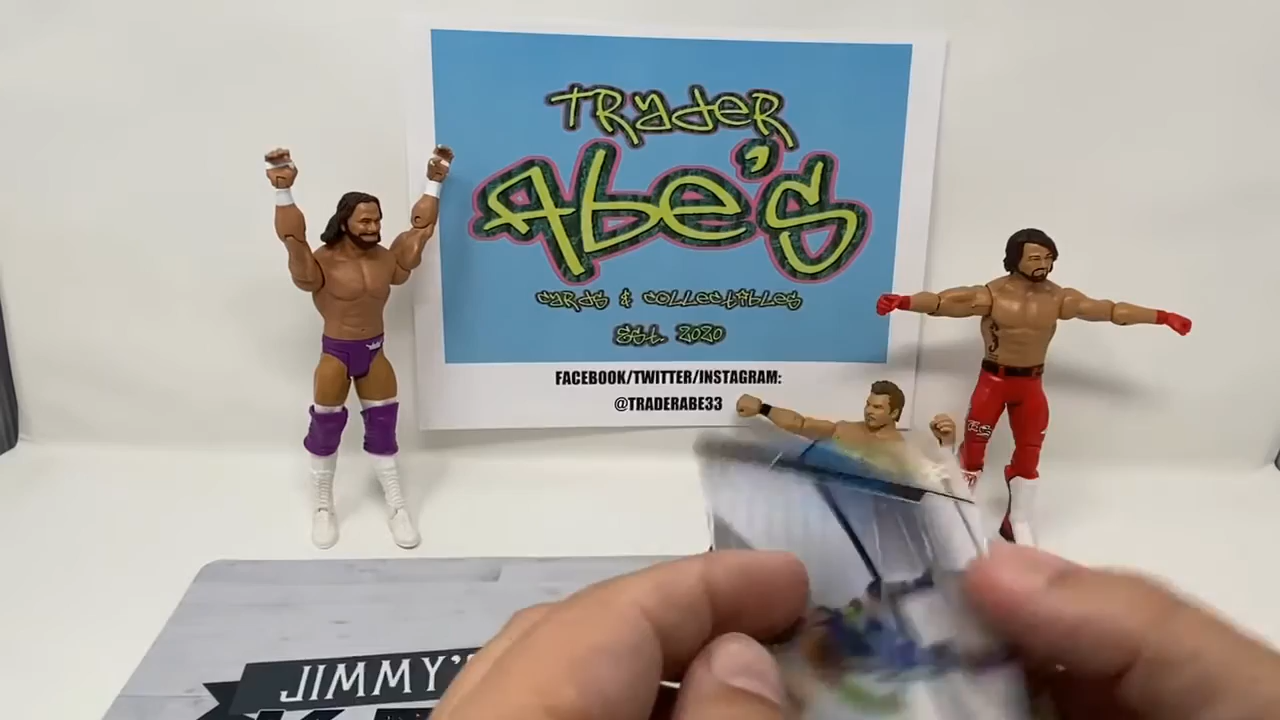 TRADER
Abe's
CARDS & COLLECTIBLES
EST. 2020
FACEBOOK/TWITTER/INSTAGRAM:
@TRADERABE33
JIMMY'S